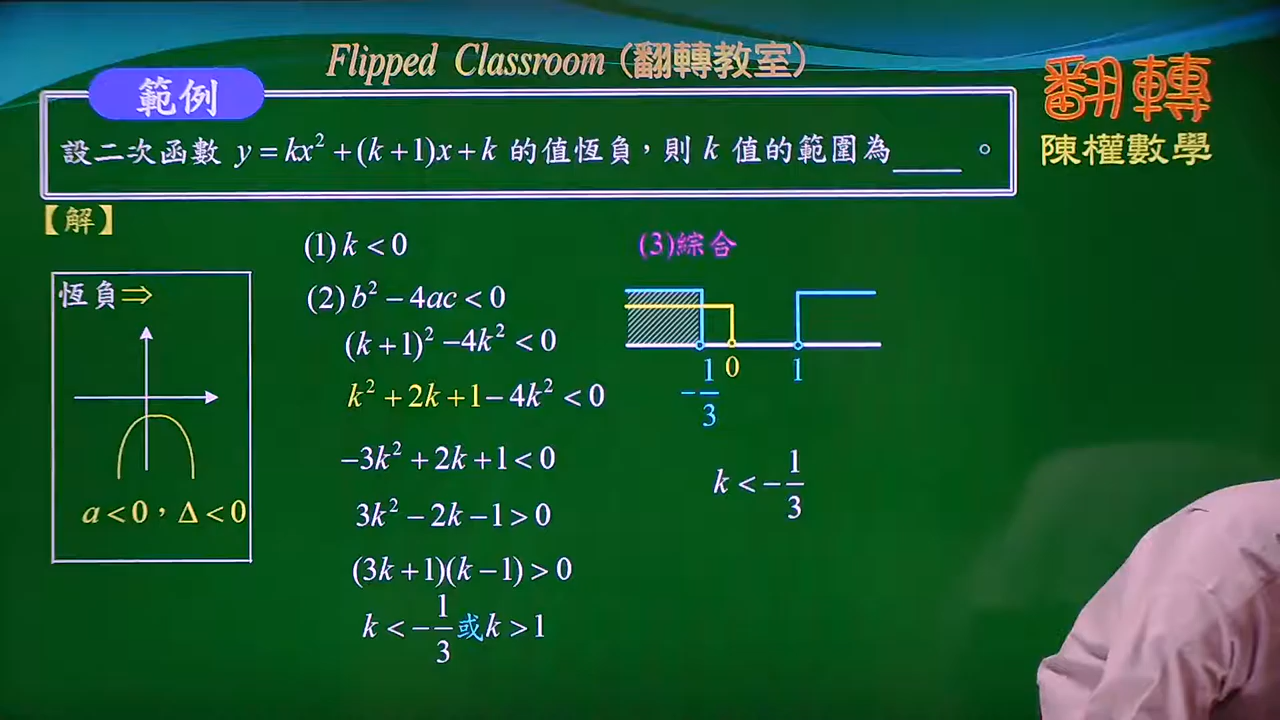 Flipped Classroom (翻轉教室)
翻轉
陳權數學
範例
設二次函數 y = kx² + (k + 1)x + k 的值恆負，則 k 值的範圍為____。
【解】
恆負⇒
a < 0，Δ < 0
(1) k < 0
(2) b² − 4ac < 0
(k + 1)² − 4k² < 0
k² + 2k + 1 − 4k² < 0
−3k² + 2k + 1 < 0
3k² − 2k − 1 > 0
(3k + 1)(k − 1) > 0
k < −1/3 或 k > 1
(3)綜合
−1/3 0 1
k < −1/3